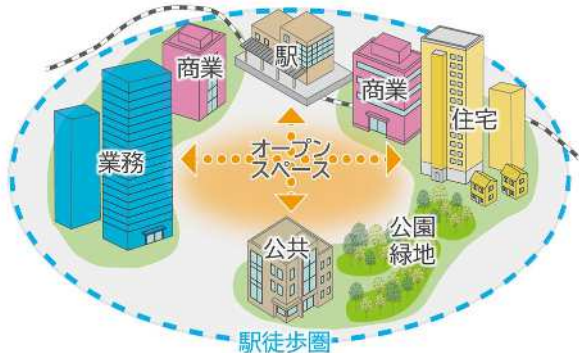 駅
商業
商業
住宅
業務
オープン
スペース
公共
公園
緑地
駅徒歩圏